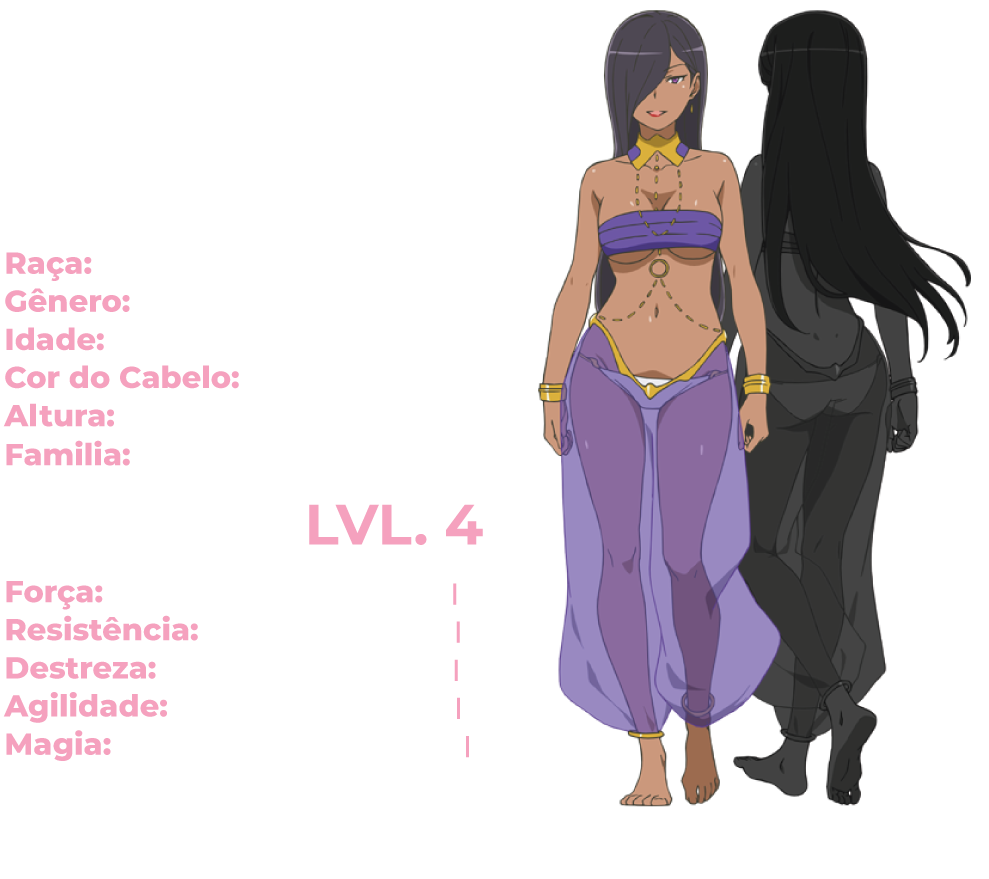 Raça:
Gênero:
Idade:
Cor do Cabelo:
Altura:
Familia:
LVL. 4
Força: |
Resistência: |
Destreza: |
Agilidade: |
Magia: |